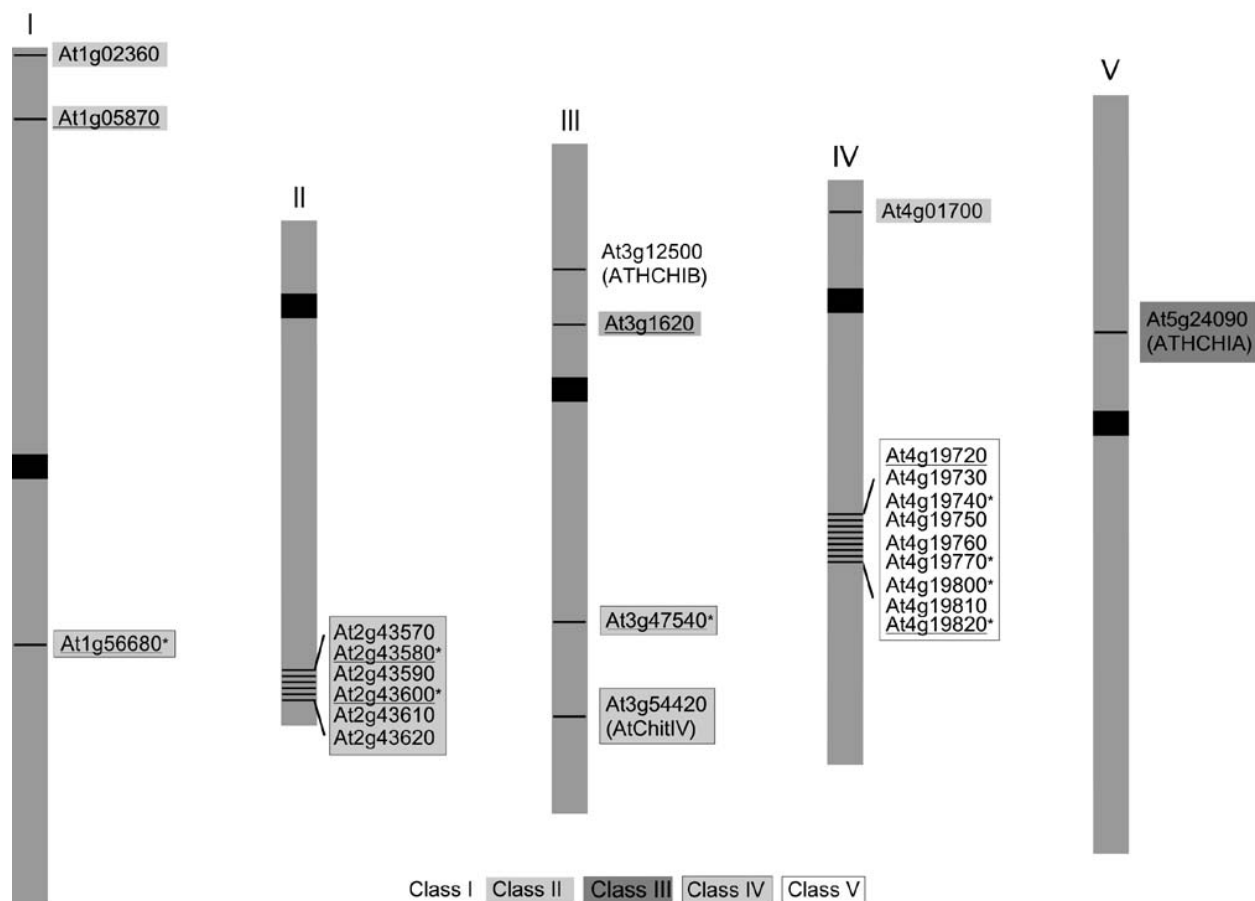 I
At1g02360
At1g05870
At1g56680*
II
At2g43570
At2g43580*
At2g43590
At2g43600*
At2g43610
At2g43620
III
At3g12500
(ATHCHIB)
At3g1620
At3g47540*
At3g54420
(AtChitIV)
IV
At4g01700
At4g19720
At4g19730
At4g19740*
At4g19750
At4g19760
At4g19770*
At4g19800*
At4g19810
At4g19820*
V
At5g24090
(ATHCHIA)
Class I Class II Class III Class IV Class V